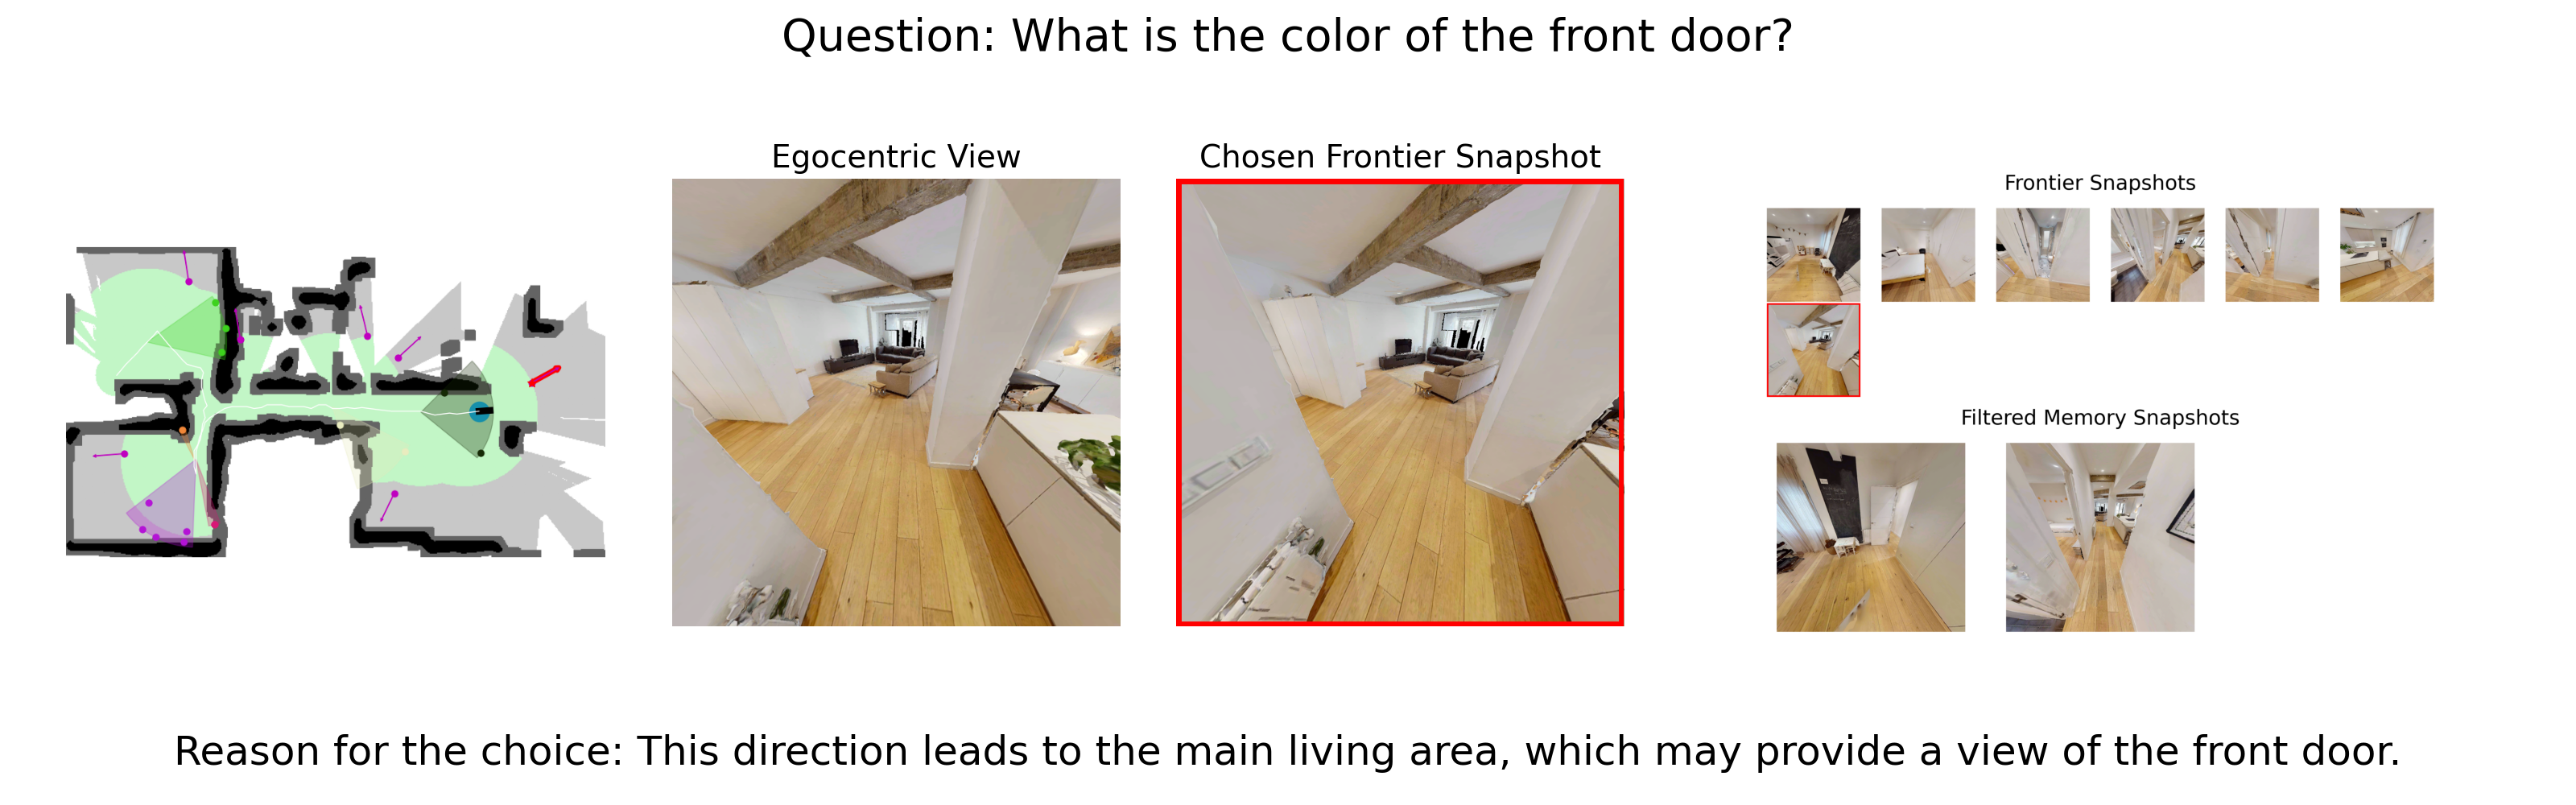 Question: What is the color of the front door?
Egocentric View
Chosen Frontier Snapshot
Frontier Snapshots
Filtered Memory Snapshots
Reason for the choice: This direction leads to the main living area, which may provide a view of the front door.